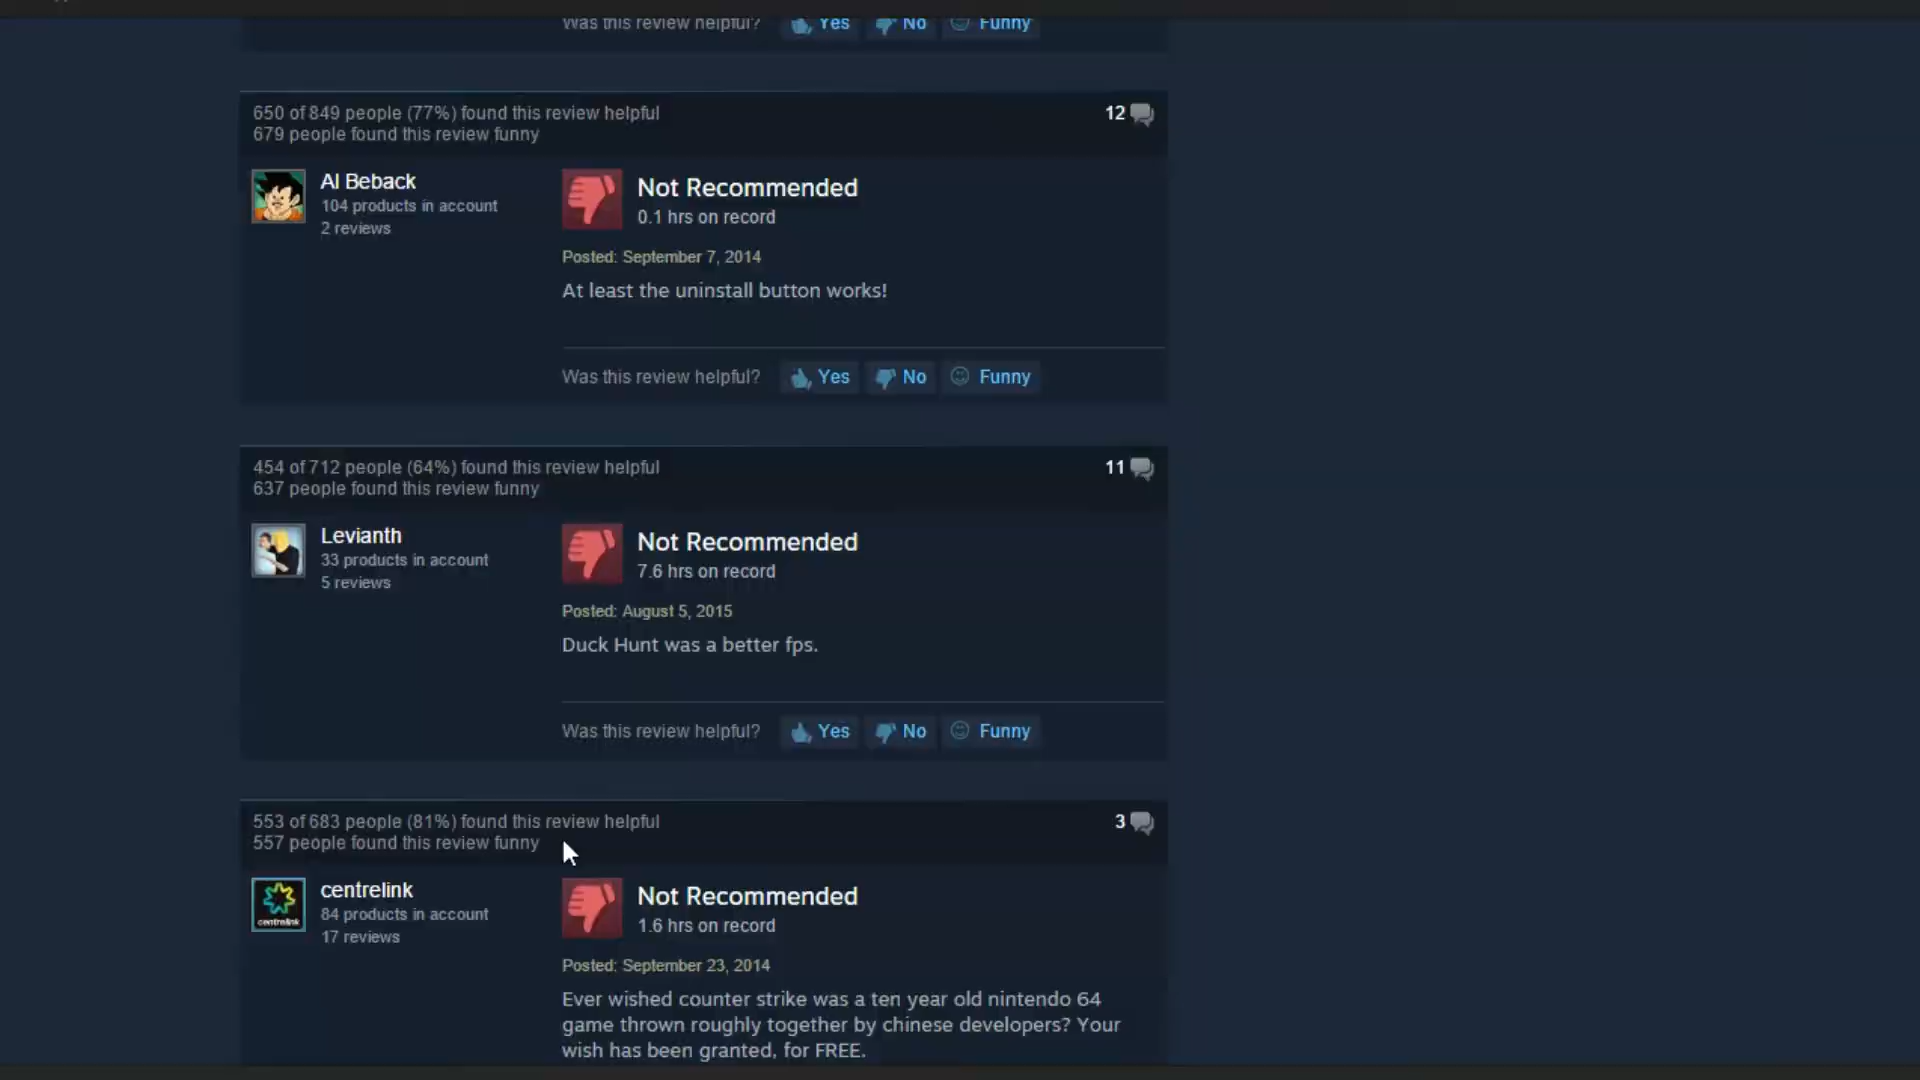 Was this review helpful? Yes No Funny
650 of 849 people (77%) found this review helpful
12
679 people found this review funny
Al Beback
104 products in account
2 reviews
Not Recommended
0.1 hrs on record
Posted: September 7, 2014
At least the uninstall button works!
Was this review helpful? Yes No Funny
454 of 712 people (64%) found this review helpful
11
637 people found this review funny
Levianth
33 products in account
5 reviews
Not Recommended
7.6 hrs on record
Posted: August 5, 2015
Duck Hunt was a better fps.
Was this review helpful? Yes No Funny
553 of 683 people (81%) found this review helpful
3
557 people found this review funny
centrelink
centrelink
84 products in account
17 reviews
Not Recommended
1.6 hrs on record
Posted: September 23, 2014
Ever wished counter strike was a ten year old nintendo 64
game thrown roughly together by chinese developers? Your
wish has been granted, for FREE.